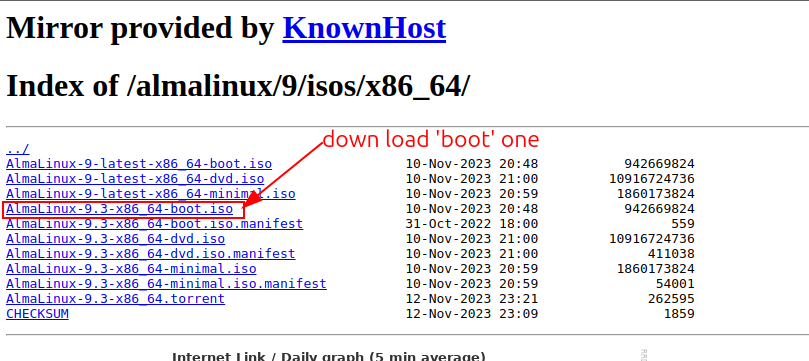 Mirror provided by KnownHost
Index of /almalinux/9/isos/x86_64/
down load 'boot' one
../
AlmaLinux-9-latest-x86_64-boot.iso 10-Nov-2023 20:48 942669824
AlmaLinux-9-latest-x86_64-dvd.iso 10-Nov-2023 21:00 10916724736
AlmaLinux-9-latest-x86_64-minimal.iso 10-Nov-2023 20:59 1860173824
AlmaLinux-9.3-x86_64-boot.iso 10-Nov-2023 20:48 942669824
AlmaLinux-9.3-x86_64-boot.iso.manifest 31-Oct-2022 18:00 559
AlmaLinux-9.3-x86_64-dvd.iso 10-Nov-2023 21:00 10916724736
AlmaLinux-9.3-x86_64-dvd.iso.manifest 10-Nov-2023 21:00 411038
AlmaLinux-9.3-x86_64-minimal.iso 10-Nov-2023 20:59 1860173824
AlmaLinux-9.3-x86_64-minimal.iso.manifest 10-Nov-2023 20:59 54001
AlmaLinux-9.3-x86_64.torrent 12-Nov-2023 23:21 262595
CHECKSUM 12-Nov-2023 23:09 1859
Internet Link / Daily graph (5 min average)